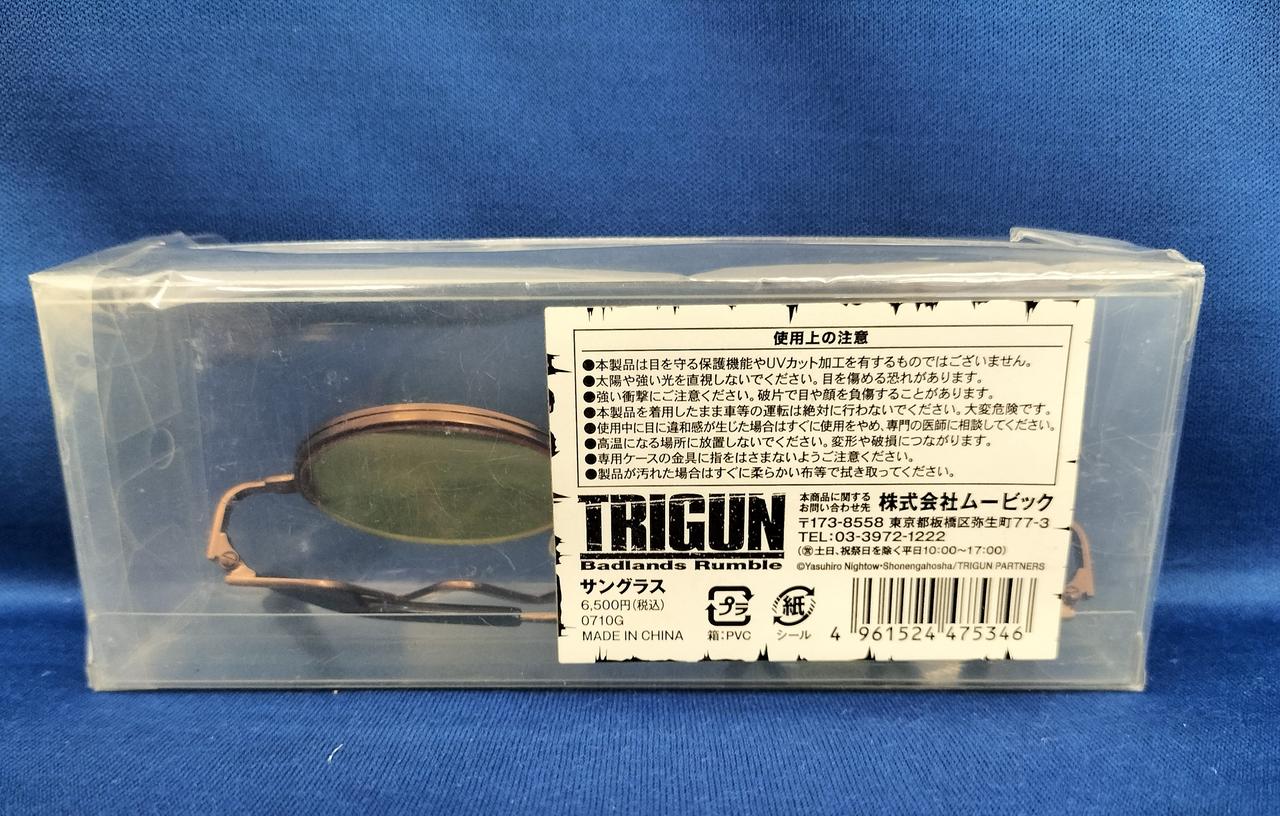 使用上の注意
●本製品は目を守る保護機能やUVカット加工を有するものではございません。
●太陽や強い光を直視しないでください。目を傷める恐れがあります。
●強い衝撃にご注意ください。破片で目や顔を負傷することがあります。
●本製品を着用したまま車等の運転は絶対に行わないでください。大変危険です。
●使用中に目に違和感が生じた場合はすぐに使用をやめ、専門の医師に相談してください。
●高温になる場所に放置しないでください。変形や破損につながります。
●専用ケースの金具に指をはさまないようご注意ください。
●製品が汚れた場合はすぐに柔らかい布等で拭き取ってください。
TRIGUN
Badlands Rumble
本商品に関する
お問い合わせ先
株式会社ムービック
〒173-8558 東京都板橋区弥生町77-3
TEL:03-3972-1222
(営土日、祝祭日を除く平日10:00〜17:00)
©Yasuhiro Nightow・Shonengahosha/TRIGUN PARTNERS
サングラス
6,500円(税込)
0710G
MADE IN CHINA
プラ
箱:PVC
紙
シール
4 961524 475346